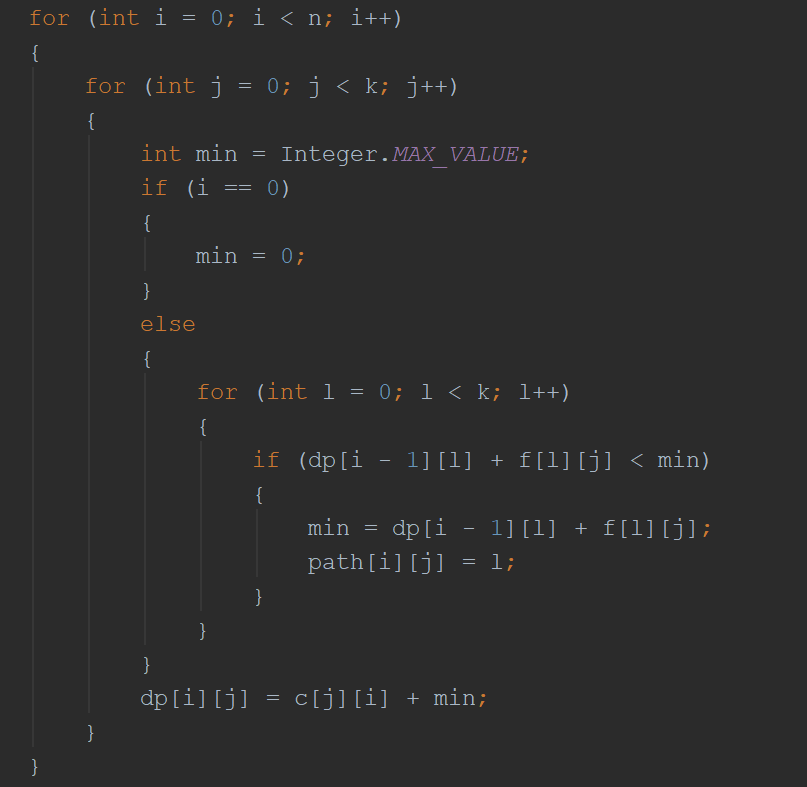 for (int i = 0; i < n; i++)
{
    for (int j = 0; j < k; j++)
    {
        int min = Integer.MAX_VALUE;
        if (i == 0)
        {
            min = 0;
        }
        else
        {
            for (int l = 0; l < k; l++)
            {
                if (dp[i - 1][l] + f[l][j] < min)
                {
                    min = dp[i - 1][l] + f[l][j];
                    path[i][j] = l;
                }
            }
        }
        dp[i][j] = c[j][i] + min;
    }
}